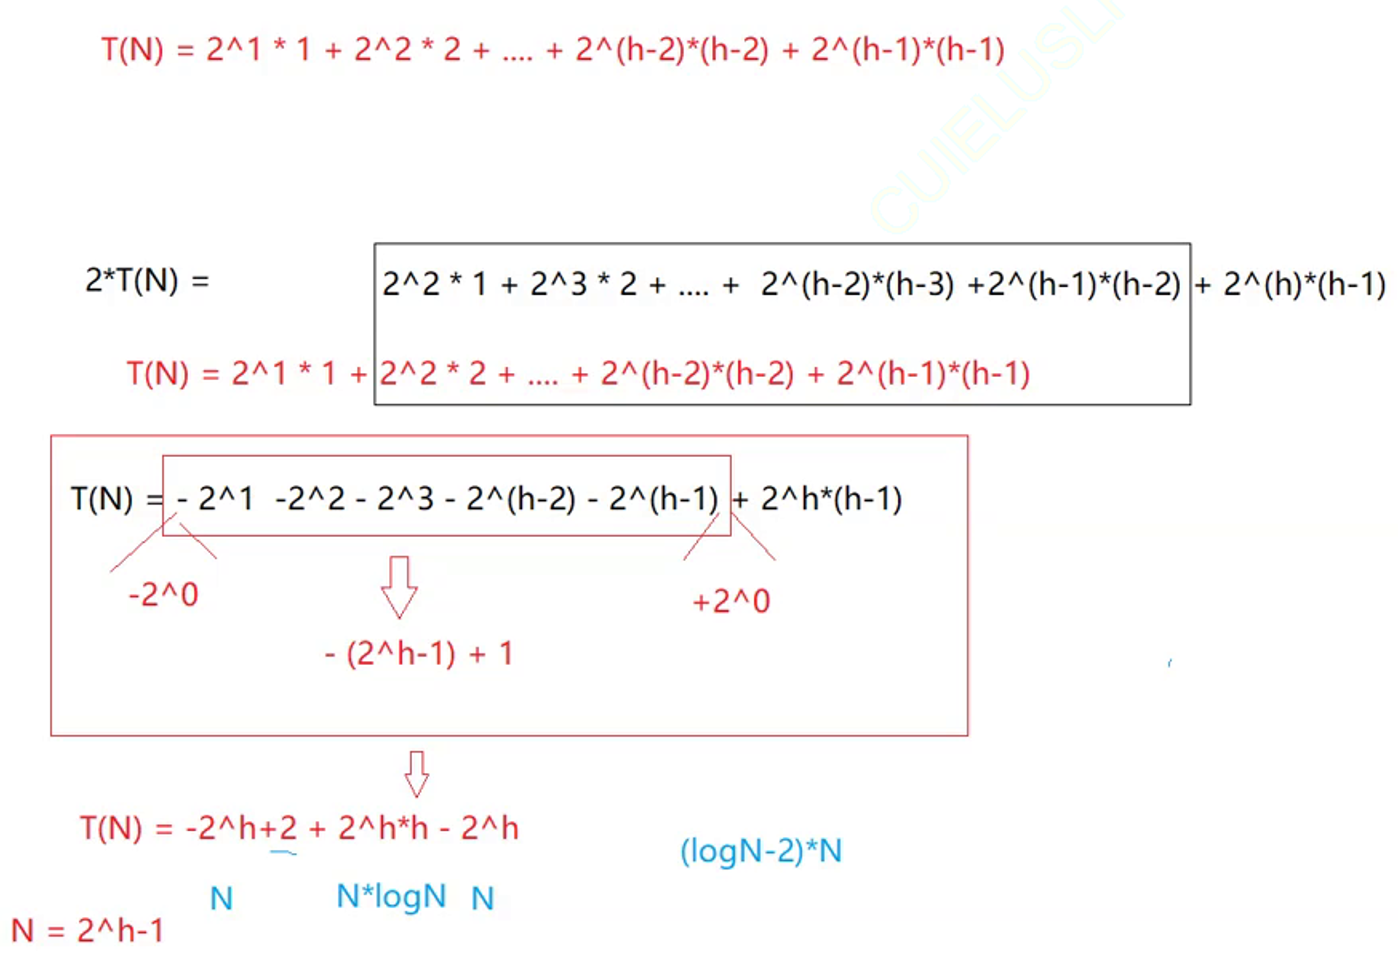 T(N) = 2^1 * 1 + 2^2 * 2 + .... + 2^(h-2)*(h-2) + 2^(h-1)*(h-1)
2*T(N) = 2^2 * 1 + 2^3 * 2 + .... + 2^(h-2)*(h-3) +2^(h-1)*(h-2) + 2^(h)*(h-1)
T(N) = 2^1 * 1 + 2^2 * 2 + .... + 2^(h-2)*(h-2) + 2^(h-1)*(h-1)
T(N) = - 2^1 -2^2 - 2^3 - 2^(h-2) - 2^(h-1) + 2^h*(h-1)
-2^0 +2^0
- (2^h-1) + 1
T(N) = -2^h+2 + 2^h*h - 2^h
(logN-2)*N
N N*logN N
N = 2^h-1